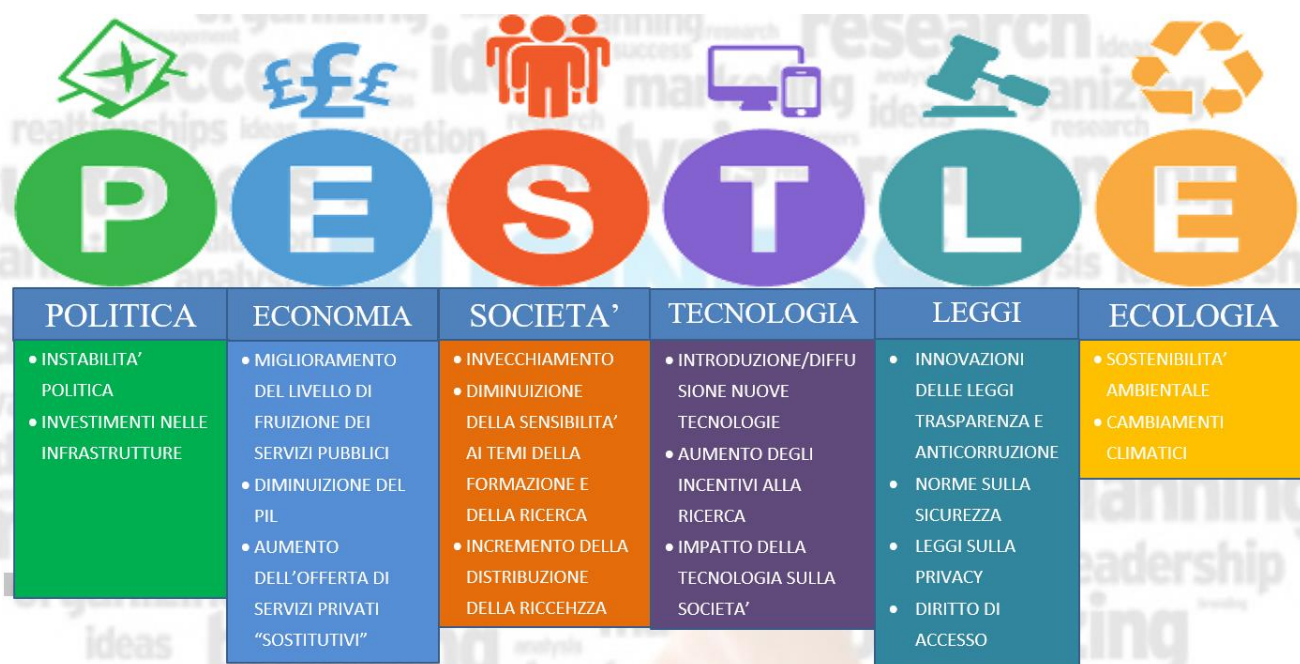 £££
P
E
S
T
L
E
POLITICA
• INSTABILITA’
POLITICA
• INVESTIMENTI NELLE
INFRASTRUTTURE
ECONOMIA
• MIGLIORAMENTO
DEL LIVELLO DI
FRUIZIONE DEI
SERVIZI PUBBLICI
• DIMINUIZIONE DEL
PIL
• AUMENTO
DELL’OFFERTA DI
SERVIZI PRIVATI
“SOSTITUTIVI”
SOCIETA’
• INVECCHIAMENTO
• DIMINUIZIONE
DELLA SENSIBILITA’
AI TEMI DELLA
FORMAZIONE E
DELLA RICERCA
• INCREMENTO DELLA
DISTRIBUZIONE
DELLA RICCEHZZA
TECNOLOGIA
• INTRODUZIONE/DIFFU
SIONE NUOVE
TECNOLOGIE
• AUMENTO DEGLI
INCENTIVI ALLA
RICERCA
• IMPATTO DELLA
TECNOLOGIA SULLA
SOCIETA’
LEGGI
• INNOVAZIONI
DELLE LEGGI
TRASPARENZA E
ANTICORRUZIONE
• NORME SULLA
SICUREZZA
• LEGGI SULLA
PRIVACY
• DIRITTO DI
ACCESSO
ECOLOGIA
• SOSTENIBILITA’
AMBIENTALE
• CAMBIAMENTI
CLIMATICI